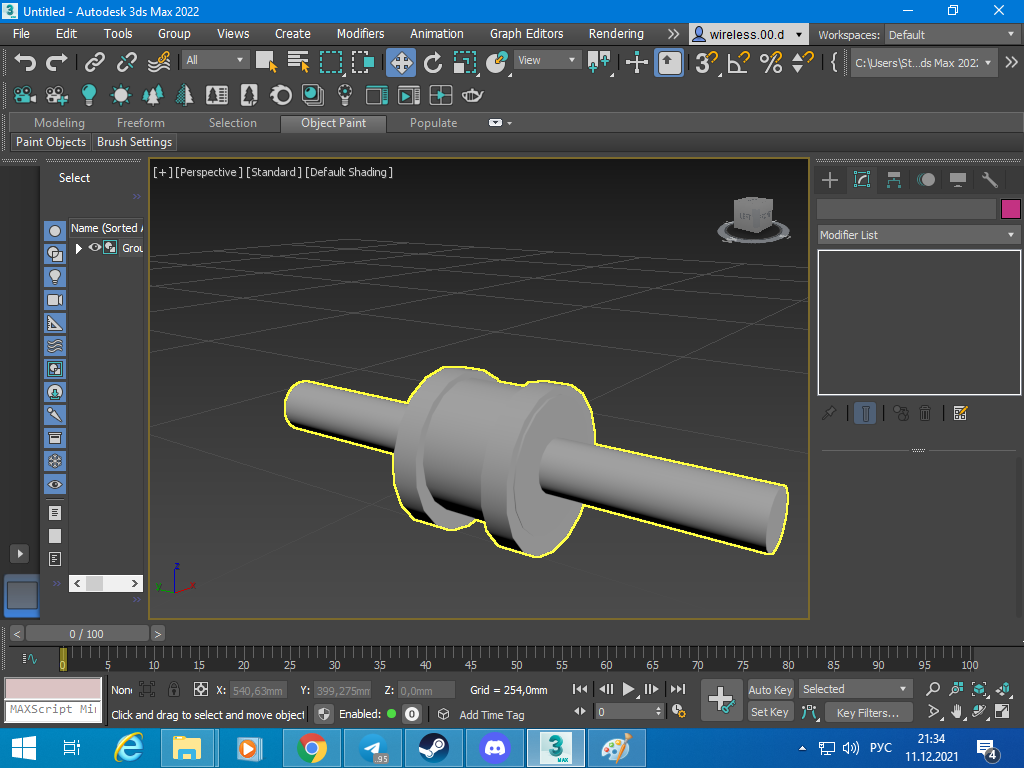 Untitled - Autodesk 3ds Max 2022
File Edit Tools Group Views Create Modifiers Animation Graph Editors Rendering wireless.00.d Workspaces: Default
All View C:\Users\St...ds Max 202
Modeling Freeform Selection Object Paint Populate
Paint Objects Brush Settings
Select
[+] [Perspective ] [Standard ] [Default Shading ]
Name (Sorted A
Grou
Modifier List
0 / 100
0 5 10 15 20 25 30 35 40 45 50 55 60 65 70 75 80 85 90 95 100
None X: 540,63mm Y: 399,275mm Z: 0,0mm Grid = 254,0mm Auto Key Selected
MAXScript Mi
Click and drag to select and move object Enabled: 0 Add Time Tag 0 Set Key Key Filters...
.95 3 MAX РУС 21:34
11.12.2021 4